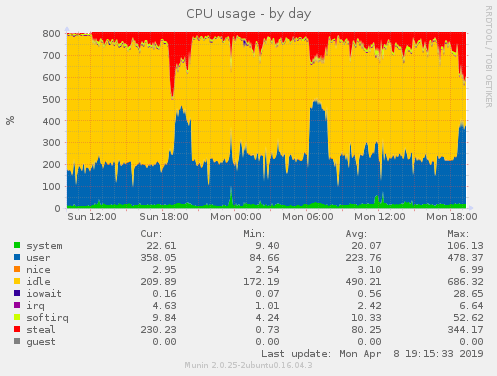 CPU usage - by day
RRDTOOL / TOBI OETIKER
%
800
700
600
500
400
300
200
100
0
Sun 12:00 Sun 18:00 Mon 00:00 Mon 06:00 Mon 12:00 Mon 18:00
Cur: Min: Avg: Max:
system 22.61 9.40 20.07 106.13
user 358.05 84.66 223.76 478.37
nice 2.95 2.54 3.10 6.99
idle 209.89 172.19 490.21 686.32
iowait 0.16 0.07 0.56 28.65
irq 4.63 1.01 2.42 6.64
softirq 9.84 4.24 10.33 52.62
steal 230.23 0.73 80.25 344.17
guest 0.00 0.00 0.00 0.00
Last update: Mon Apr 8 19:15:33 2019
Munin 2.0.25-2ubuntu0.16.04.3